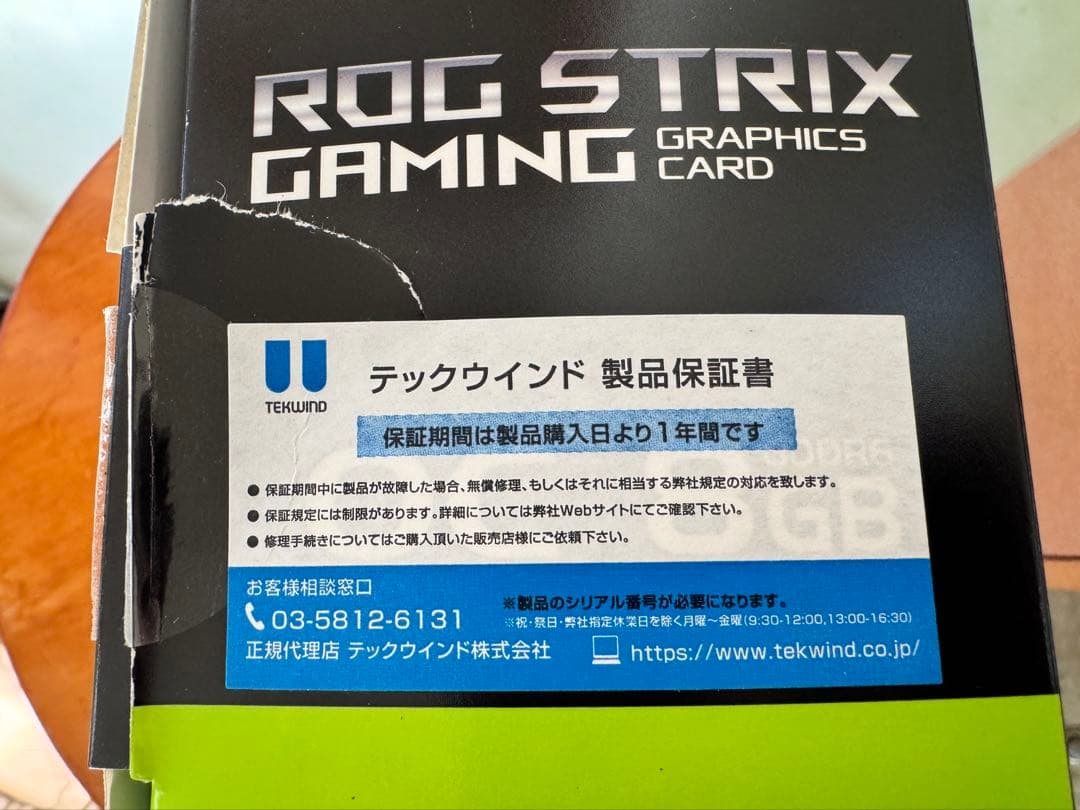 ROG STRIX
GAMING GRAPHICS CARD
TEKWIND
テックウインド 製品保証書
保証期間は製品購入日より1年間です
● 保証期間中に製品が故障した場合、無償修理、もしくはそれに相当する弊社規定の対応を致します。
● 保証規定には制限があります。詳細については弊社Webサイトにてご確認下さい。
● 修理手続きについてはご購入頂いた販売店様にご依頼下さい。
8GB
お客様相談窓口
03-5812-6131
※製品のシリアル番号が必要になります。
※祝・祭日・弊社指定休業日を除く月曜～金曜(9:30-12:00,13:00-16:30)
正規代理店 テックウインド株式会社
https://www.tekwind.co.jp/